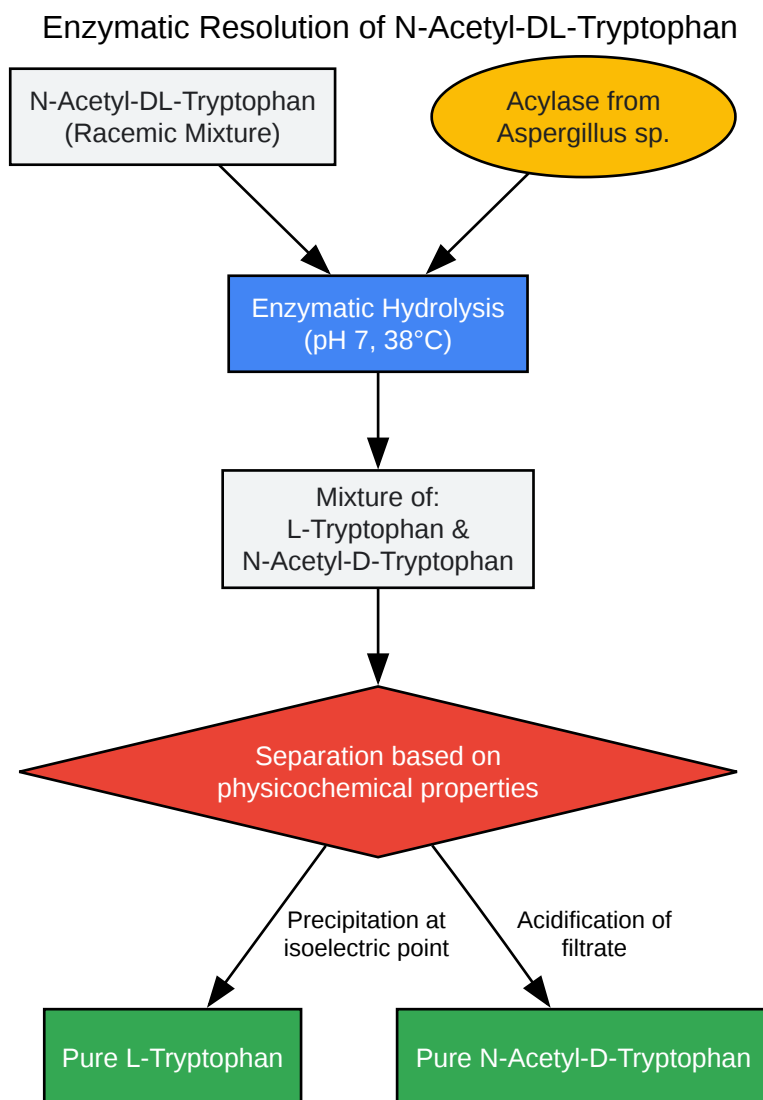 Enzymatic Resolution of N-Acetyl-DL-Tryptophan
N-Acetyl-DL-Tryptophan
(Racemic Mixture)
Acylase from
Aspergillus sp.
Enzymatic Hydrolysis
(pH 7, 38°C)
Mixture of:
L-Tryptophan &
N-Acetyl-D-Tryptophan
Separation based on
physicochemical properties
Precipitation at
isoelectric point
Acidification of
filtrate
Pure L-Tryptophan
Pure N-Acetyl-D-Tryptophan